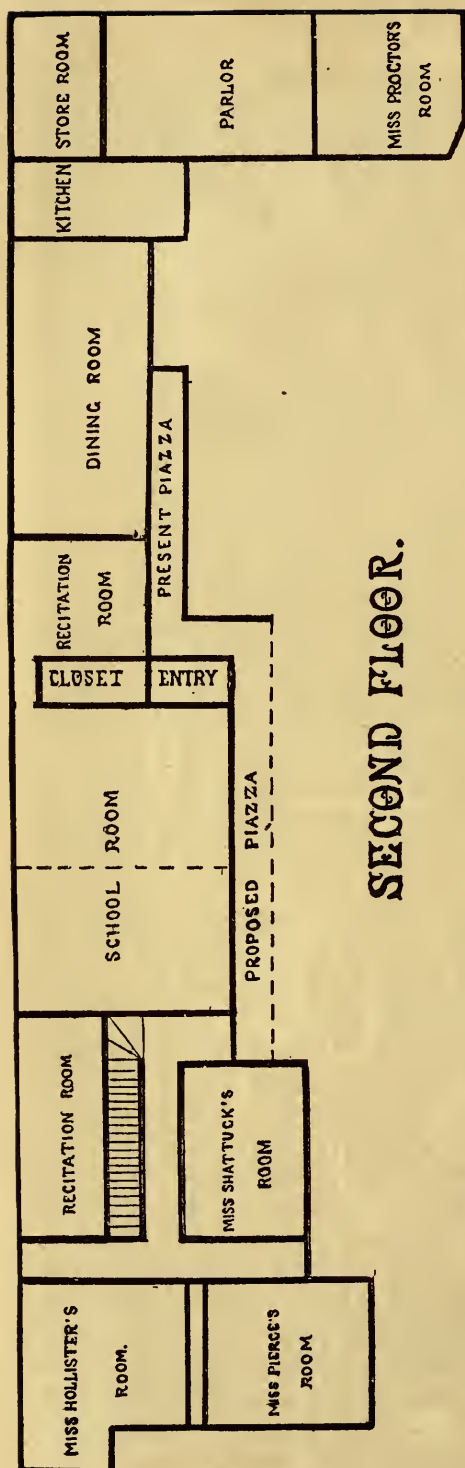 MISS HOLLISTER'S
ROOM.
MISS PIERCE'S
ROOM
RECITATION ROOM
MISS SHATTUCK'S
ROOM
SCHOOL ROOM
PROPOSED PIAZZA
CLOSET
ENTRY
RECITATION
ROOM
PRESENT PIAZZA
DINING ROOM
KITCHEN
STORE ROOM
PARLOR
MISS PROCTOR'S
ROOM
SECOND FLOOR.